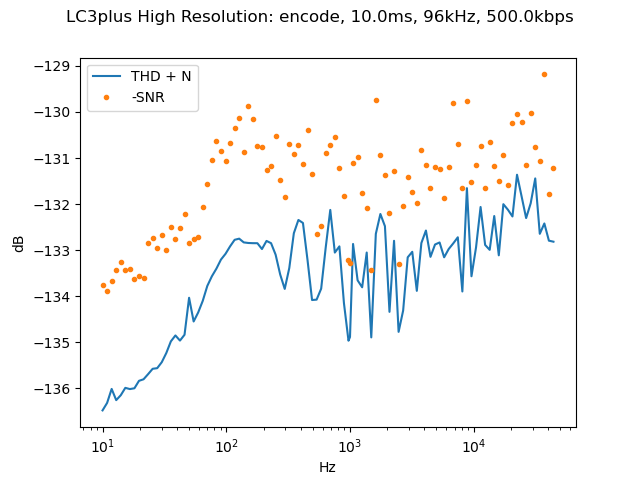 LC3plus High Resolution: encode, 10.0ms, 96kHz, 500.0kbps
THD + N
-SNR
dB
−129
−130
−131
−132
−133
−134
−135
−136
10¹
10²
10³
10⁴
Hz